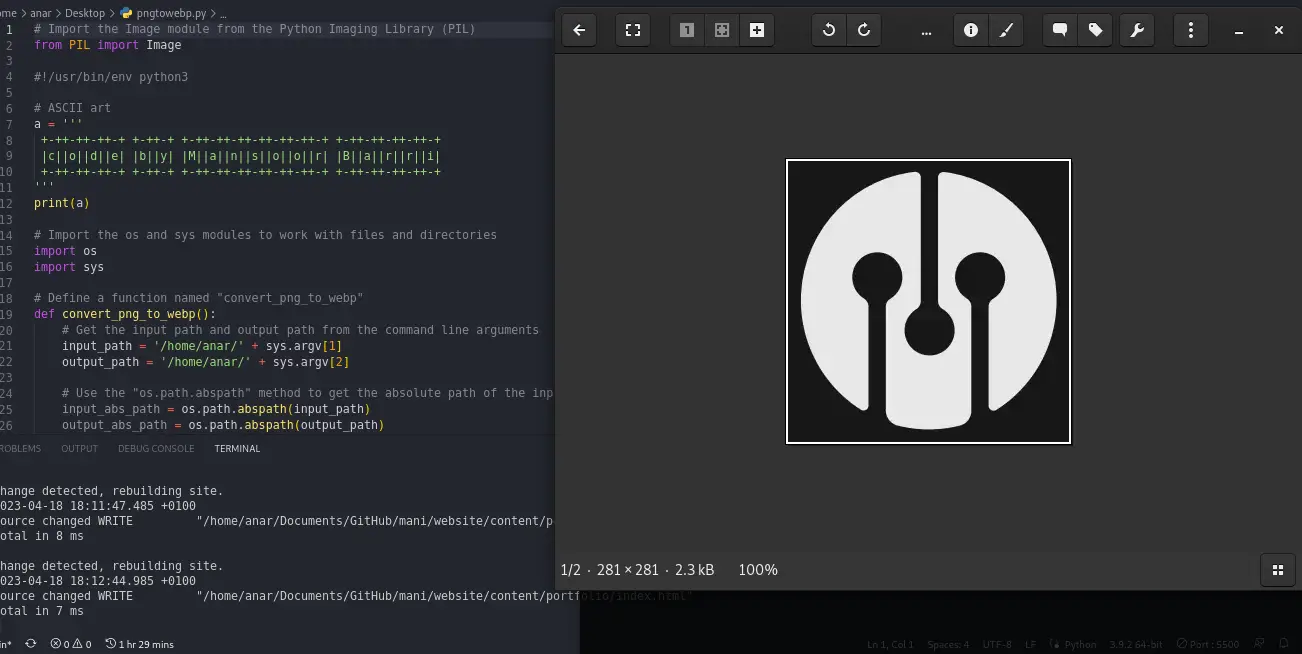 ome > anar > Desktop > pngtowebp.py > ...
1 # Import the Image module from the Python Imaging Library (PIL)
2 from PIL import Image
3
4 #!/usr/bin/env python3
5
6 # ASCII art
7 a = '''
8 +-++-++-++-+ +-++-+ +-++-++-++-++-++-++-++-+ +-++-++-++-++-+
9 |c||o||d||e| |b||y| |M||a||n||s||o||o||r| |B||a||r||r||i|
10 +-++-++-++-+ +-++-+ +-++-++-++-++-++-++-++-+ +-++-++-++-++-+
11 '''
12 print(a)
13
14 # Import the os and sys modules to work with files and directories
15 import os
16 import sys
17
18 # Define a function named "convert_png_to_webp"
19 def convert_png_to_webp():
20 # Get the input path and output path from the command line arguments
21 input_path = '/home/anar/' + sys.argv[1]
22 output_path = '/home/anar/' + sys.argv[2]
23
24 # Use the "os.path.abspath" method to get the absolute path of the inp
25 input_abs_path = os.path.abspath(input_path)
26 output_abs_path = os.path.abspath(output_path)
ROBLEMS OUTPUT DEBUG CONSOLE TERMINAL
hange detected, rebuilding site.
023-04-18 18:11:47.485 +0100
ource changed WRITE "/home/anar/Documents/GitHub/mani/website/content/p
otal in 8 ms
hange detected, rebuilding site.
023-04-18 18:12:44.985 +0100
ource changed WRITE "/home/anar/Documents/GitHub/mani/website/content/portfolio/index.html"
otal in 7 ms
in* 0 0 1 hr 29 mins
Ln 1, Col 1 Spaces: 4 UTF-8 LF Python 3.9.2 64-bit Port : 5500
1
...
1/2 · 281 × 281 · 2.3 kB 100%